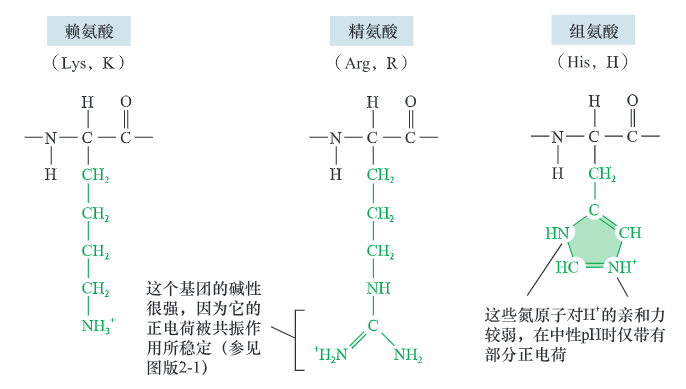 赖氨酸
(Lys，K)
H
O
N
C
C
H
CH₂
CH₂
CH₂
CH₂
NH₃⁺
精氨酸
(Arg，R)
H
O
N
C
C
H
CH₂
CH₂
CH₂
NH
C
⁺H₂N
NH₂
这个基团的碱性
很强，因为它的
正电荷被共振作
用所稳定（参见
图版2-1）
组氨酸
(His，H)
H
O
N
C
C
H
CH₂
C
HN
CH
HC
NH⁺
这些氮原子对H⁺的亲和力
较弱，在中性pH时仅带有
部分正电荷